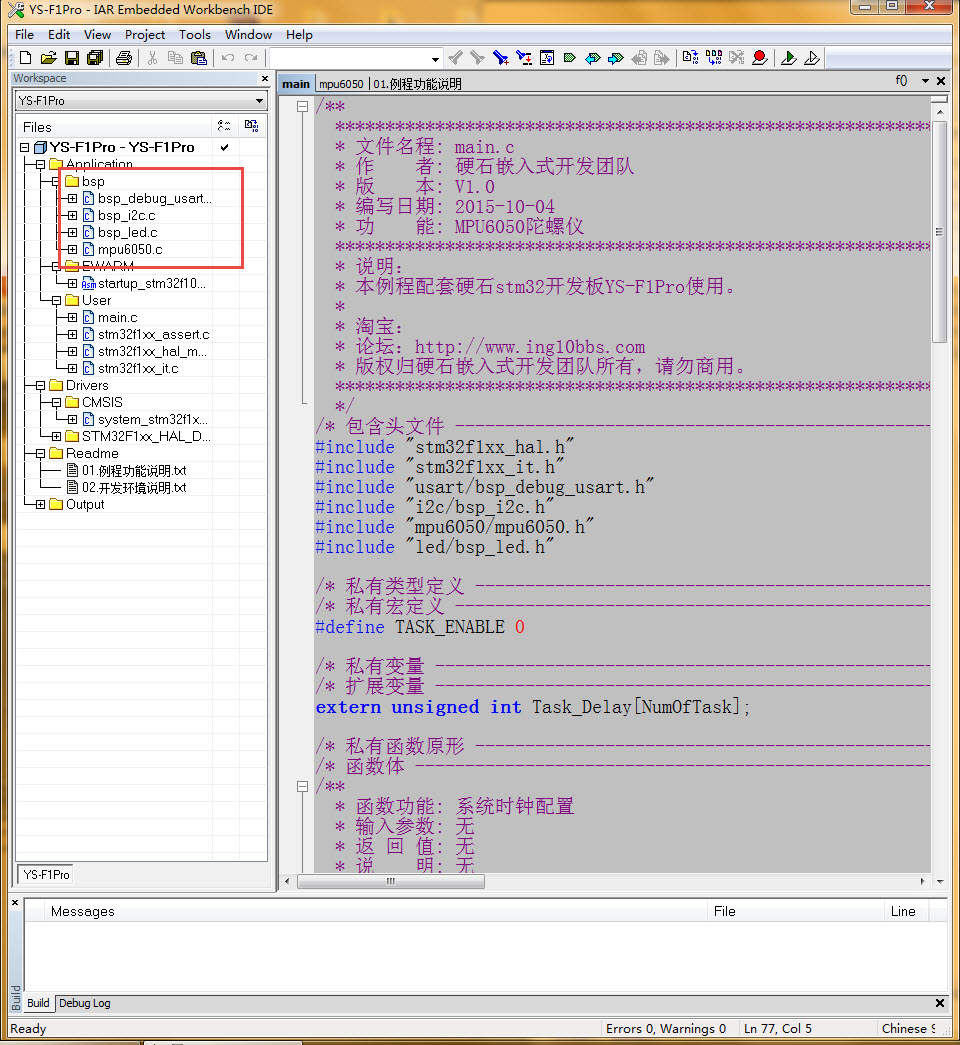 YS-F1Pro - IAR Embedded Workbench IDE
File Edit View Project Tools Window Help
Workspace
YS-F1Pro
Files
YS-F1Pro - YS-F1Pro
Application
bsp
bsp_debug_usart...
bsp_i2c.c
bsp_led.c
mpu6050.c
EWARM
startup_stm32f10...
User
main.c
stm32f1xx_assert.c
stm32f1xx_hal_m...
stm32f1xx_it.c
Drivers
CMSIS
system_stm32f1x...
STM32F1xx_HAL_D...
Readme
01.例程功能说明.txt
02.开发环境说明.txt
Output
YS-F1Pro
main mpu6050 | 01.例程功能说明 f()
/**
******************************************************************
* 文件名程: main.c
* 作 者: 硬石嵌入式开发团队
* 版 本: V1.0
* 编写日期: 2015-10-04
* 功 能: MPU6050陀螺仪
******************************************************************
* 说明:
* 本例程配套硬石stm32开发板YS-F1Pro使用。
*
* 淘宝:
* 论坛: http://www.ing10bbs.com
* 版权归硬石嵌入式开发团队所有，请勿商用。
******************************************************************
*/
/* 包含头文件 ------------------------------------------------
#include "stm32f1xx_hal.h"
#include "stm32f1xx_it.h"
#include "usart/bsp_debug_usart.h"
#include "i2c/bsp_i2c.h"
#include "mpu6050/mpu6050.h"
#include "led/bsp_led.h"
/* 私有类型定义 ----------------------------------------------
/* 私有宏定义 ------------------------------------------------
#define TASK_ENABLE 0
/* 私有变量 --------------------------------------------------
/* 扩展变量 --------------------------------------------------
extern unsigned int Task_Delay[NumOfTask];
/* 私有函数原形 ----------------------------------------------
/* 函数体 ----------------------------------------------------
/**
* 函数功能: 系统时钟配置
* 输入参数: 无
* 返 回 值: 无
* 说 明: 无
Messages File Line
Build
Build Debug Log
Ready Errors 0, Warnings 0 Ln 77, Col 5 Chinese S